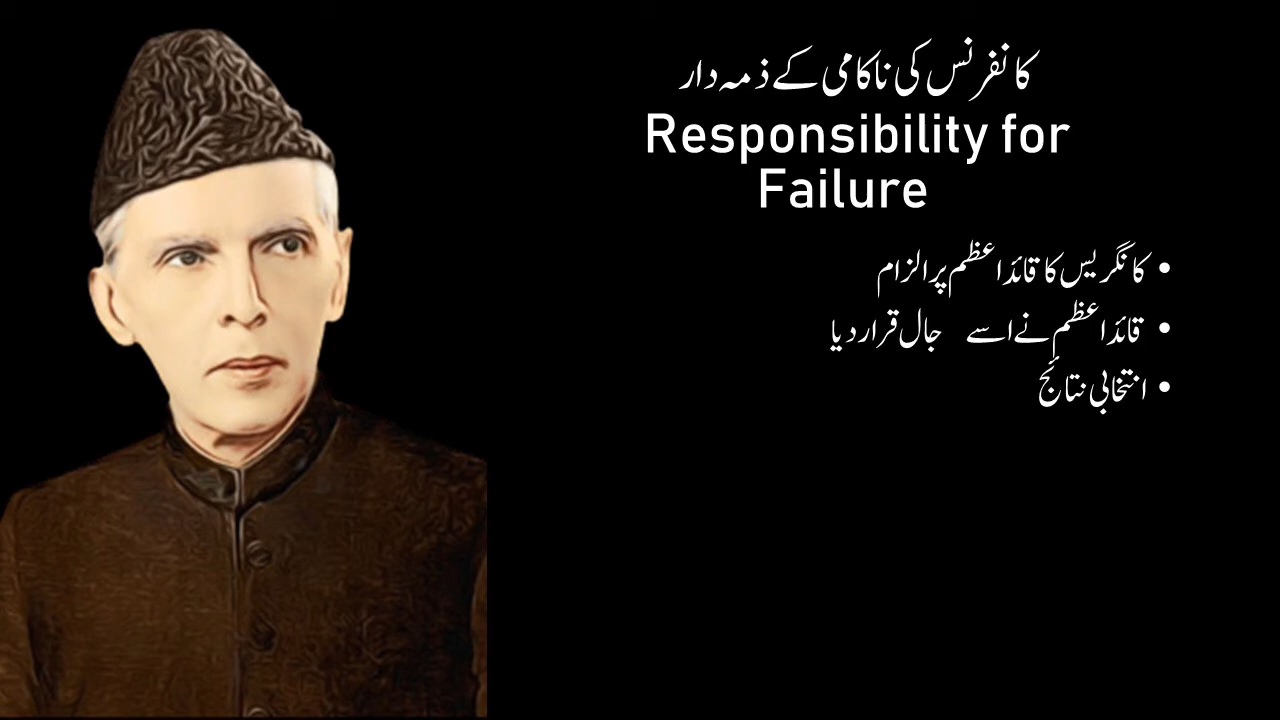 کانفرنس کی ناکامی کے ذمہ دار
Responsibility for
Failure
• کانگریس کا قائداعظم پر الزام
• قائداعظم نے اسے جال قرار دیا
• انتخابی نتائج